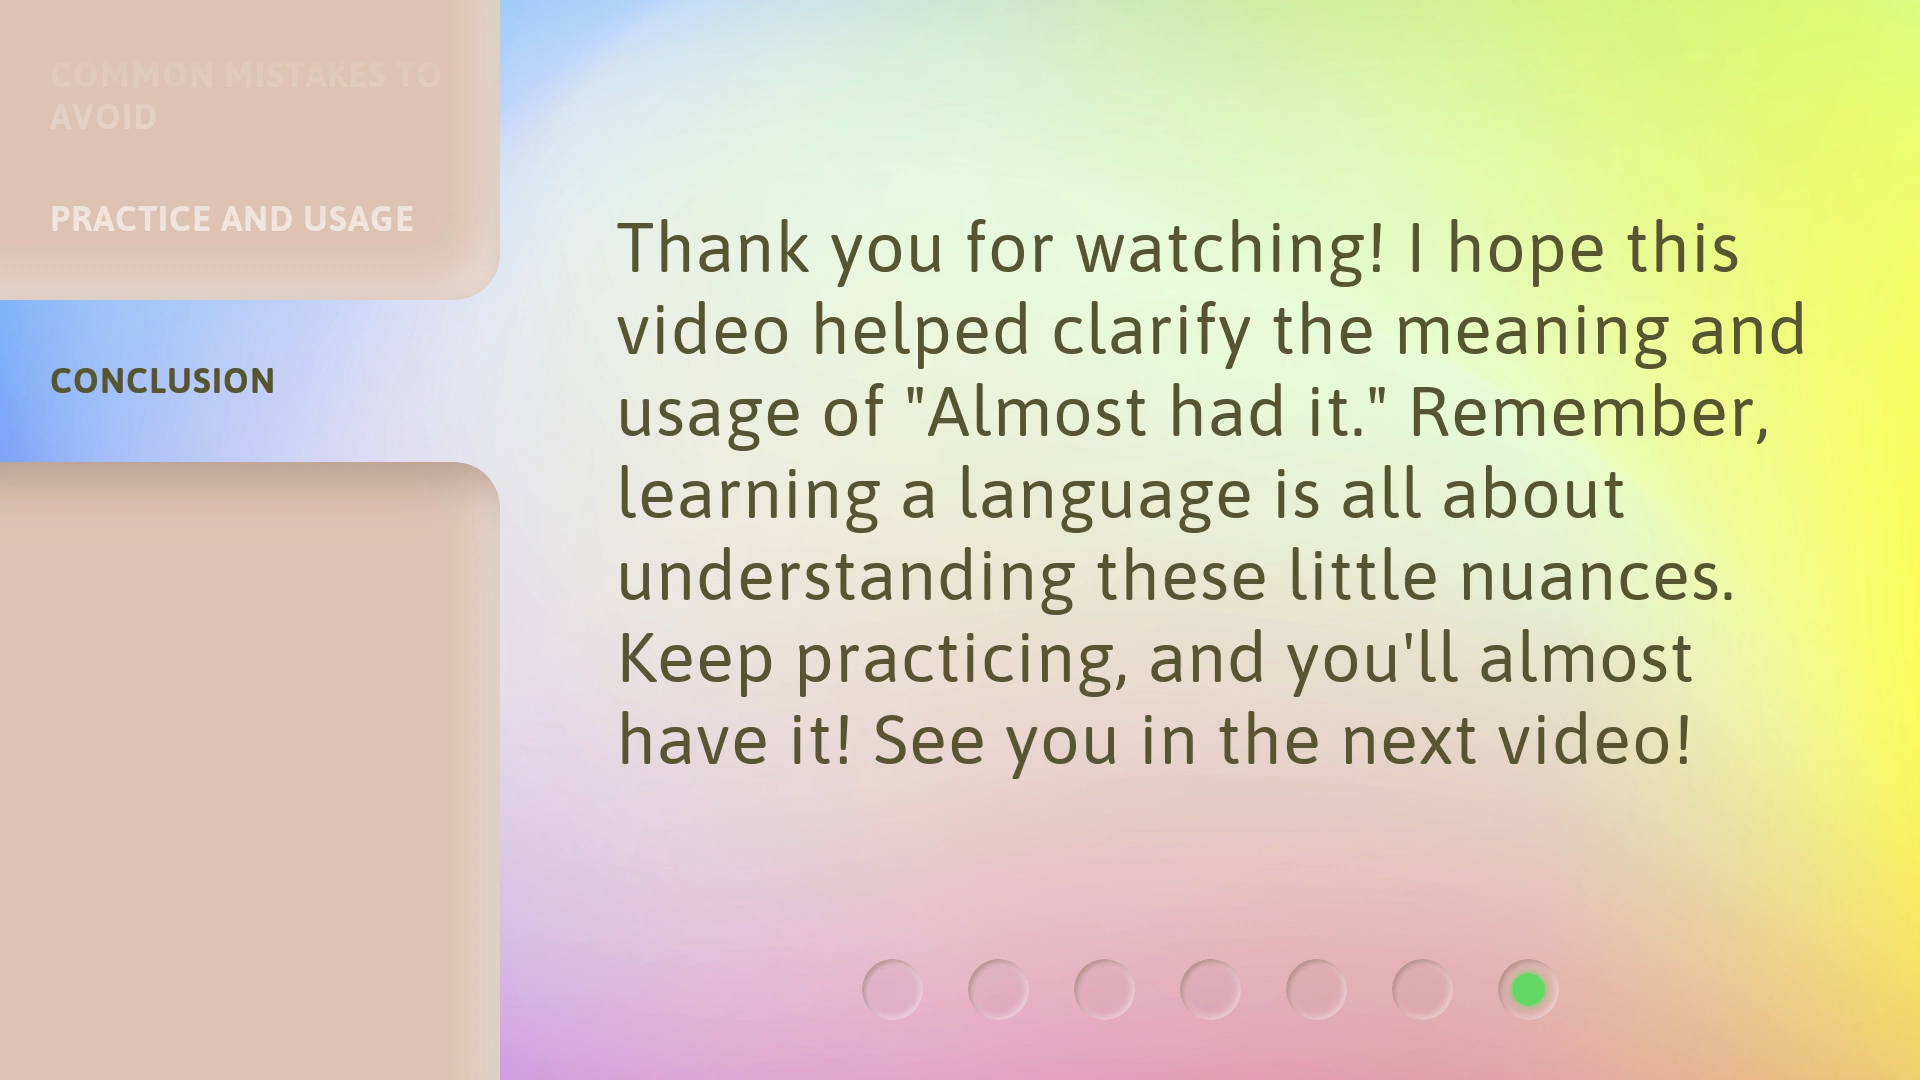 COMMON MISTAKES TO
AVOID
PRACTICE AND USAGE
CONCLUSION
Thank you for watching! I hope this
video helped clarify the meaning and
usage of "Almost had it." Remember,
learning a language is all about
understanding these little nuances.
Keep practicing, and you'll almost
have it! See you in the next video!